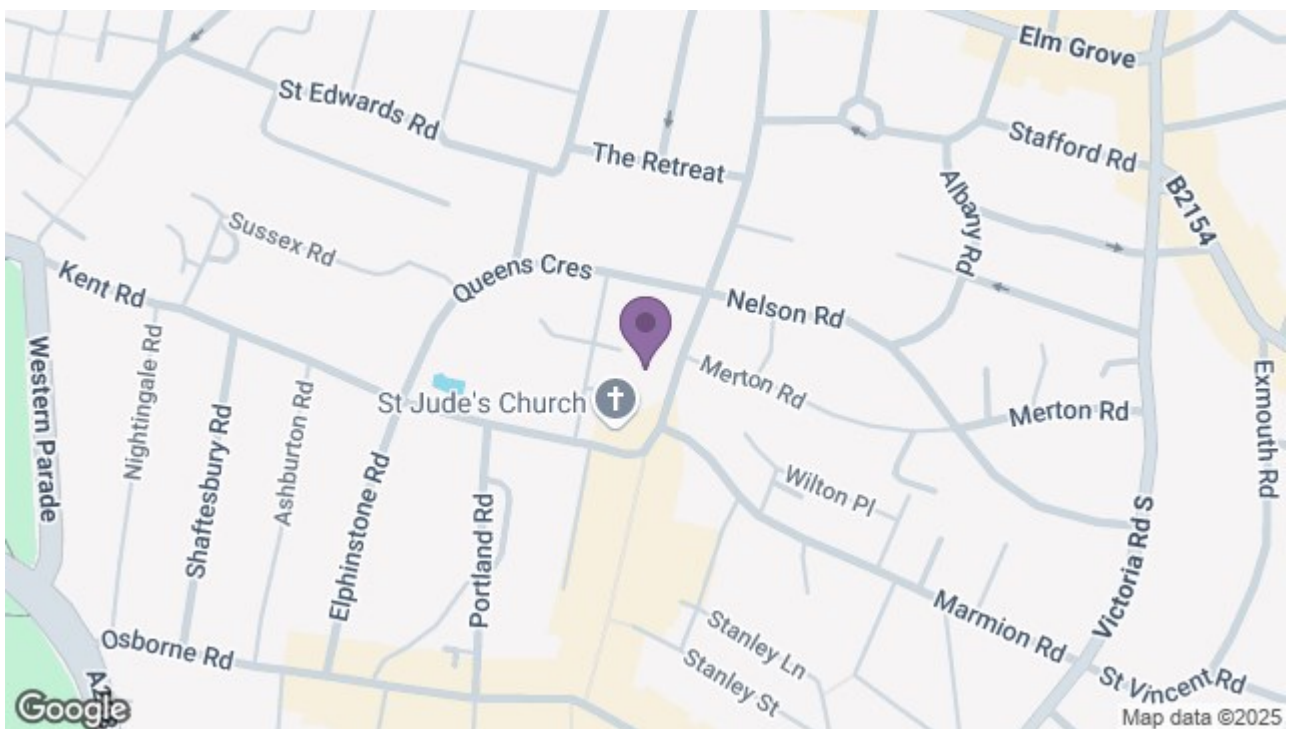 Elm Grove
St Edwards Rd
Stafford Rd
The Retreat
B2154
Albany Rd
Sussex Rd
Queens Cres
Kent Rd
Nelson Rd
Nightingale Rd
Western Parade
Merton Rd
St Jude's Church
Merton Rd
Exmouth Rd
Ashburton Rd
Shaftesbury Rd
Elphinstone Rd
Portland Rd
Wilton Pl
Victoria Rd S
Marmion Rd
Stanley Ln
Osborne Rd
Stanley St
St Vincent Rd
Google
Map data ©2025